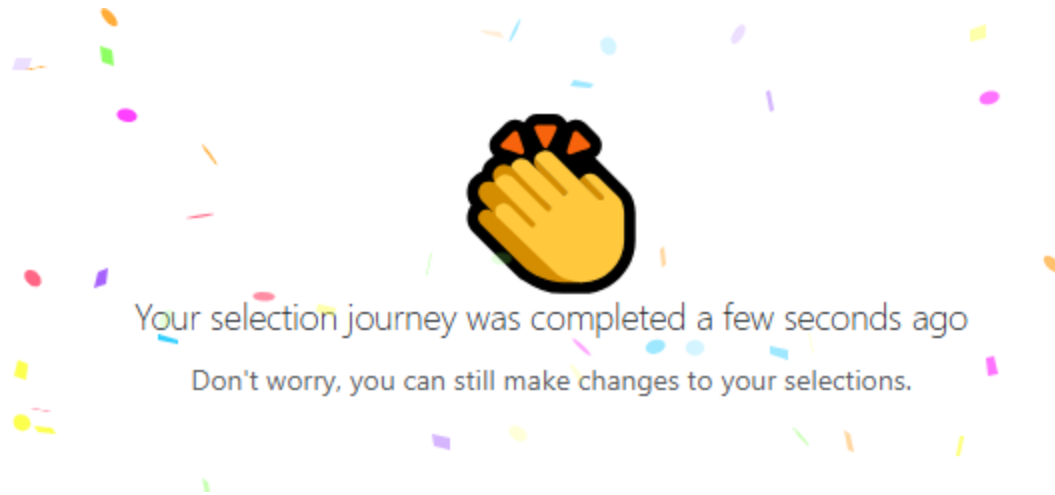 Your selection journey was completed a few seconds ago
Don't worry, you can still make changes to your selections.